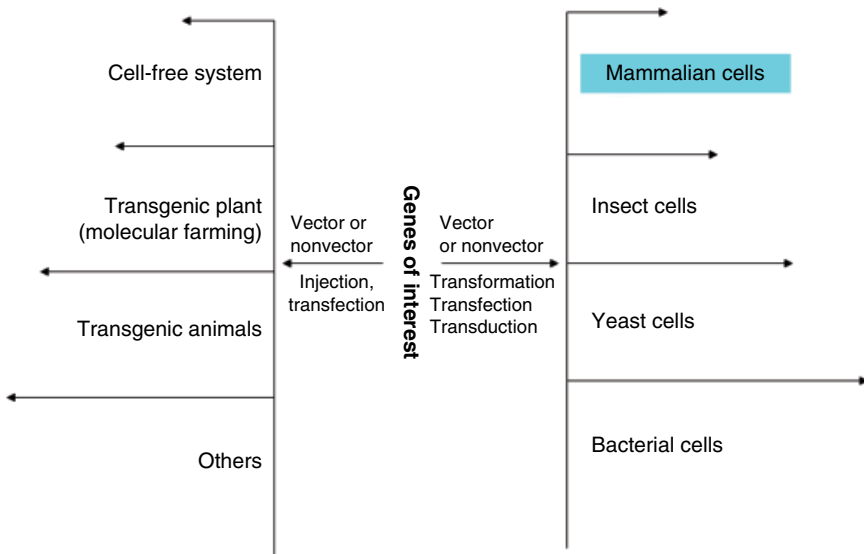 Cell-free system
Transgenic plant
(molecular farming)
Transgenic animals
Others
Vector or
nonvector
Injection,
transfection
Genes of interest
Vector
or nonvector
Transformation
Transfection
Transduction
Mammalian cells
Insect cells
Yeast cells
Bacterial cells